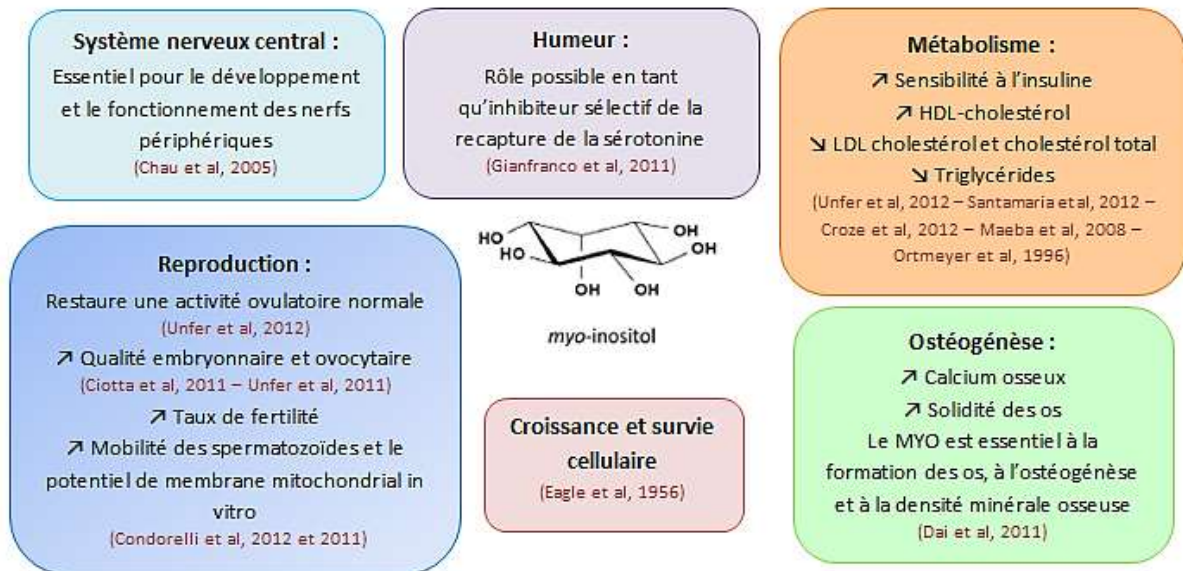 Système nerveux central :
Essentiel pour le développement
et le fonctionnement des nerfs
périphériques
(Chau et al, 2005)
Humeur :
Rôle possible en tant
qu'inhibiteur sélectif de la
recapture de la sérotonine
(Gianfranco et al, 2011)
Métabolisme :
↗ Sensibilité à l'insuline
↗ HDL-cholestérol
↘ LDL cholestérol et cholestérol total
↘ Triglycérides
(Unfer et al, 2012 – Santamaria et al, 2012 –
Croze et al, 2012 – Maeba et al, 2008 –
Ortmeyer et al, 1996)
Reproduction :
Restaure une activité ovulatoire normale
(Unfer et al, 2012)
↗ Qualité embryonnaire et ovocytaire
(Ciotta et al, 2011 – Unfer et al, 2011)
↗ Taux de fertilité
↗ Mobilité des spermatozoïdes et le
potentiel de membrane mitochondrial in
vitro
(Condorelli et al, 2012 et 2011)
HO
HO
OH
OH
OH
OH
myo-inositol
Croissance et survie
cellulaire
(Eagle et al, 1956)
Ostéogénèse :
↗ Calcium osseux
↗ Solidité des os
Le MYO est essentiel à la
formation des os, à l'ostéogénèse
et à la densité minérale osseuse
(Dai et al, 2011)